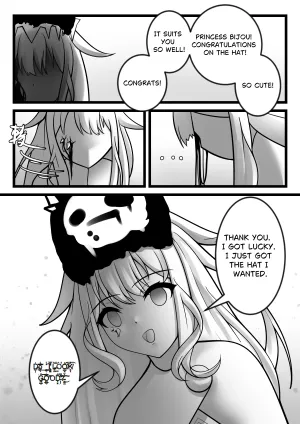 IT SUITS
YOU
SO WELL!
PRINCESS BIJOU!
CONGRATULATIONS
ON THE HAT!
CONGRATS!
SO CUTE!
...
THANK YOU.
I GOT LUCKY.
I JUST GOT
THE HAT I
WANTED.